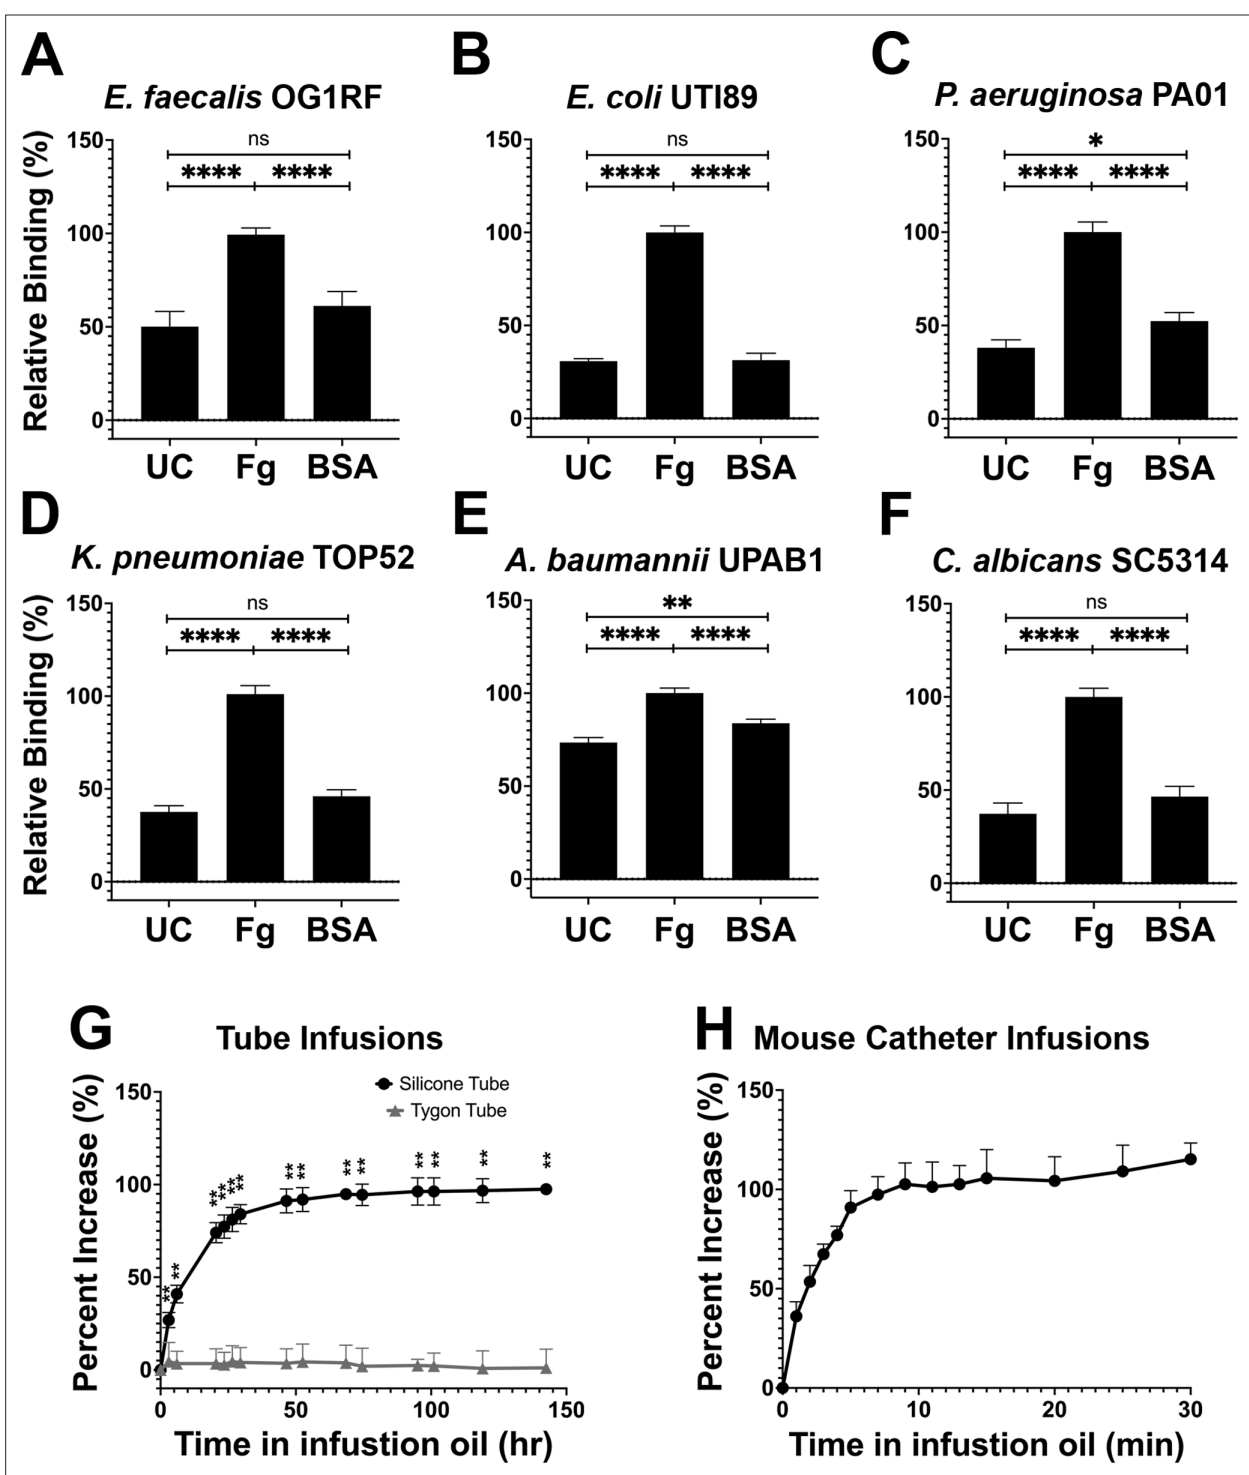 A
E. faecalis OG1RF
Relative Binding (%)
150
100
50
0
ns
**** ****
UC Fg BSA
B
E. coli UTI89
150
100
50
0
ns
**** ****
UC Fg BSA
C
P. aeruginosa PA01
150
100
50
0
*
**** ****
UC Fg BSA
D
K. pneumoniae TOP52
Relative Binding (%)
150
100
50
0
ns
**** ****
UC Fg BSA
E
A. baumannii UPAB1
150
100
50
0
**
**** ****
UC Fg BSA
F
C. albicans SC5314
150
100
50
0
ns
**** ****
UC Fg BSA
G
Tube Infusions
Silicone Tube
Tygon Tube
Percent Increase (%)
150
100
50
0
** ** ** ** ** ** ** ** ** ** ** ** ** **
0 50 100 150
Time in infustion oil (hr)
H
Mouse Catheter Infusions
Percent Increase (%)
150
100
50
0
0 10 20 30
Time in infustion oil (min)